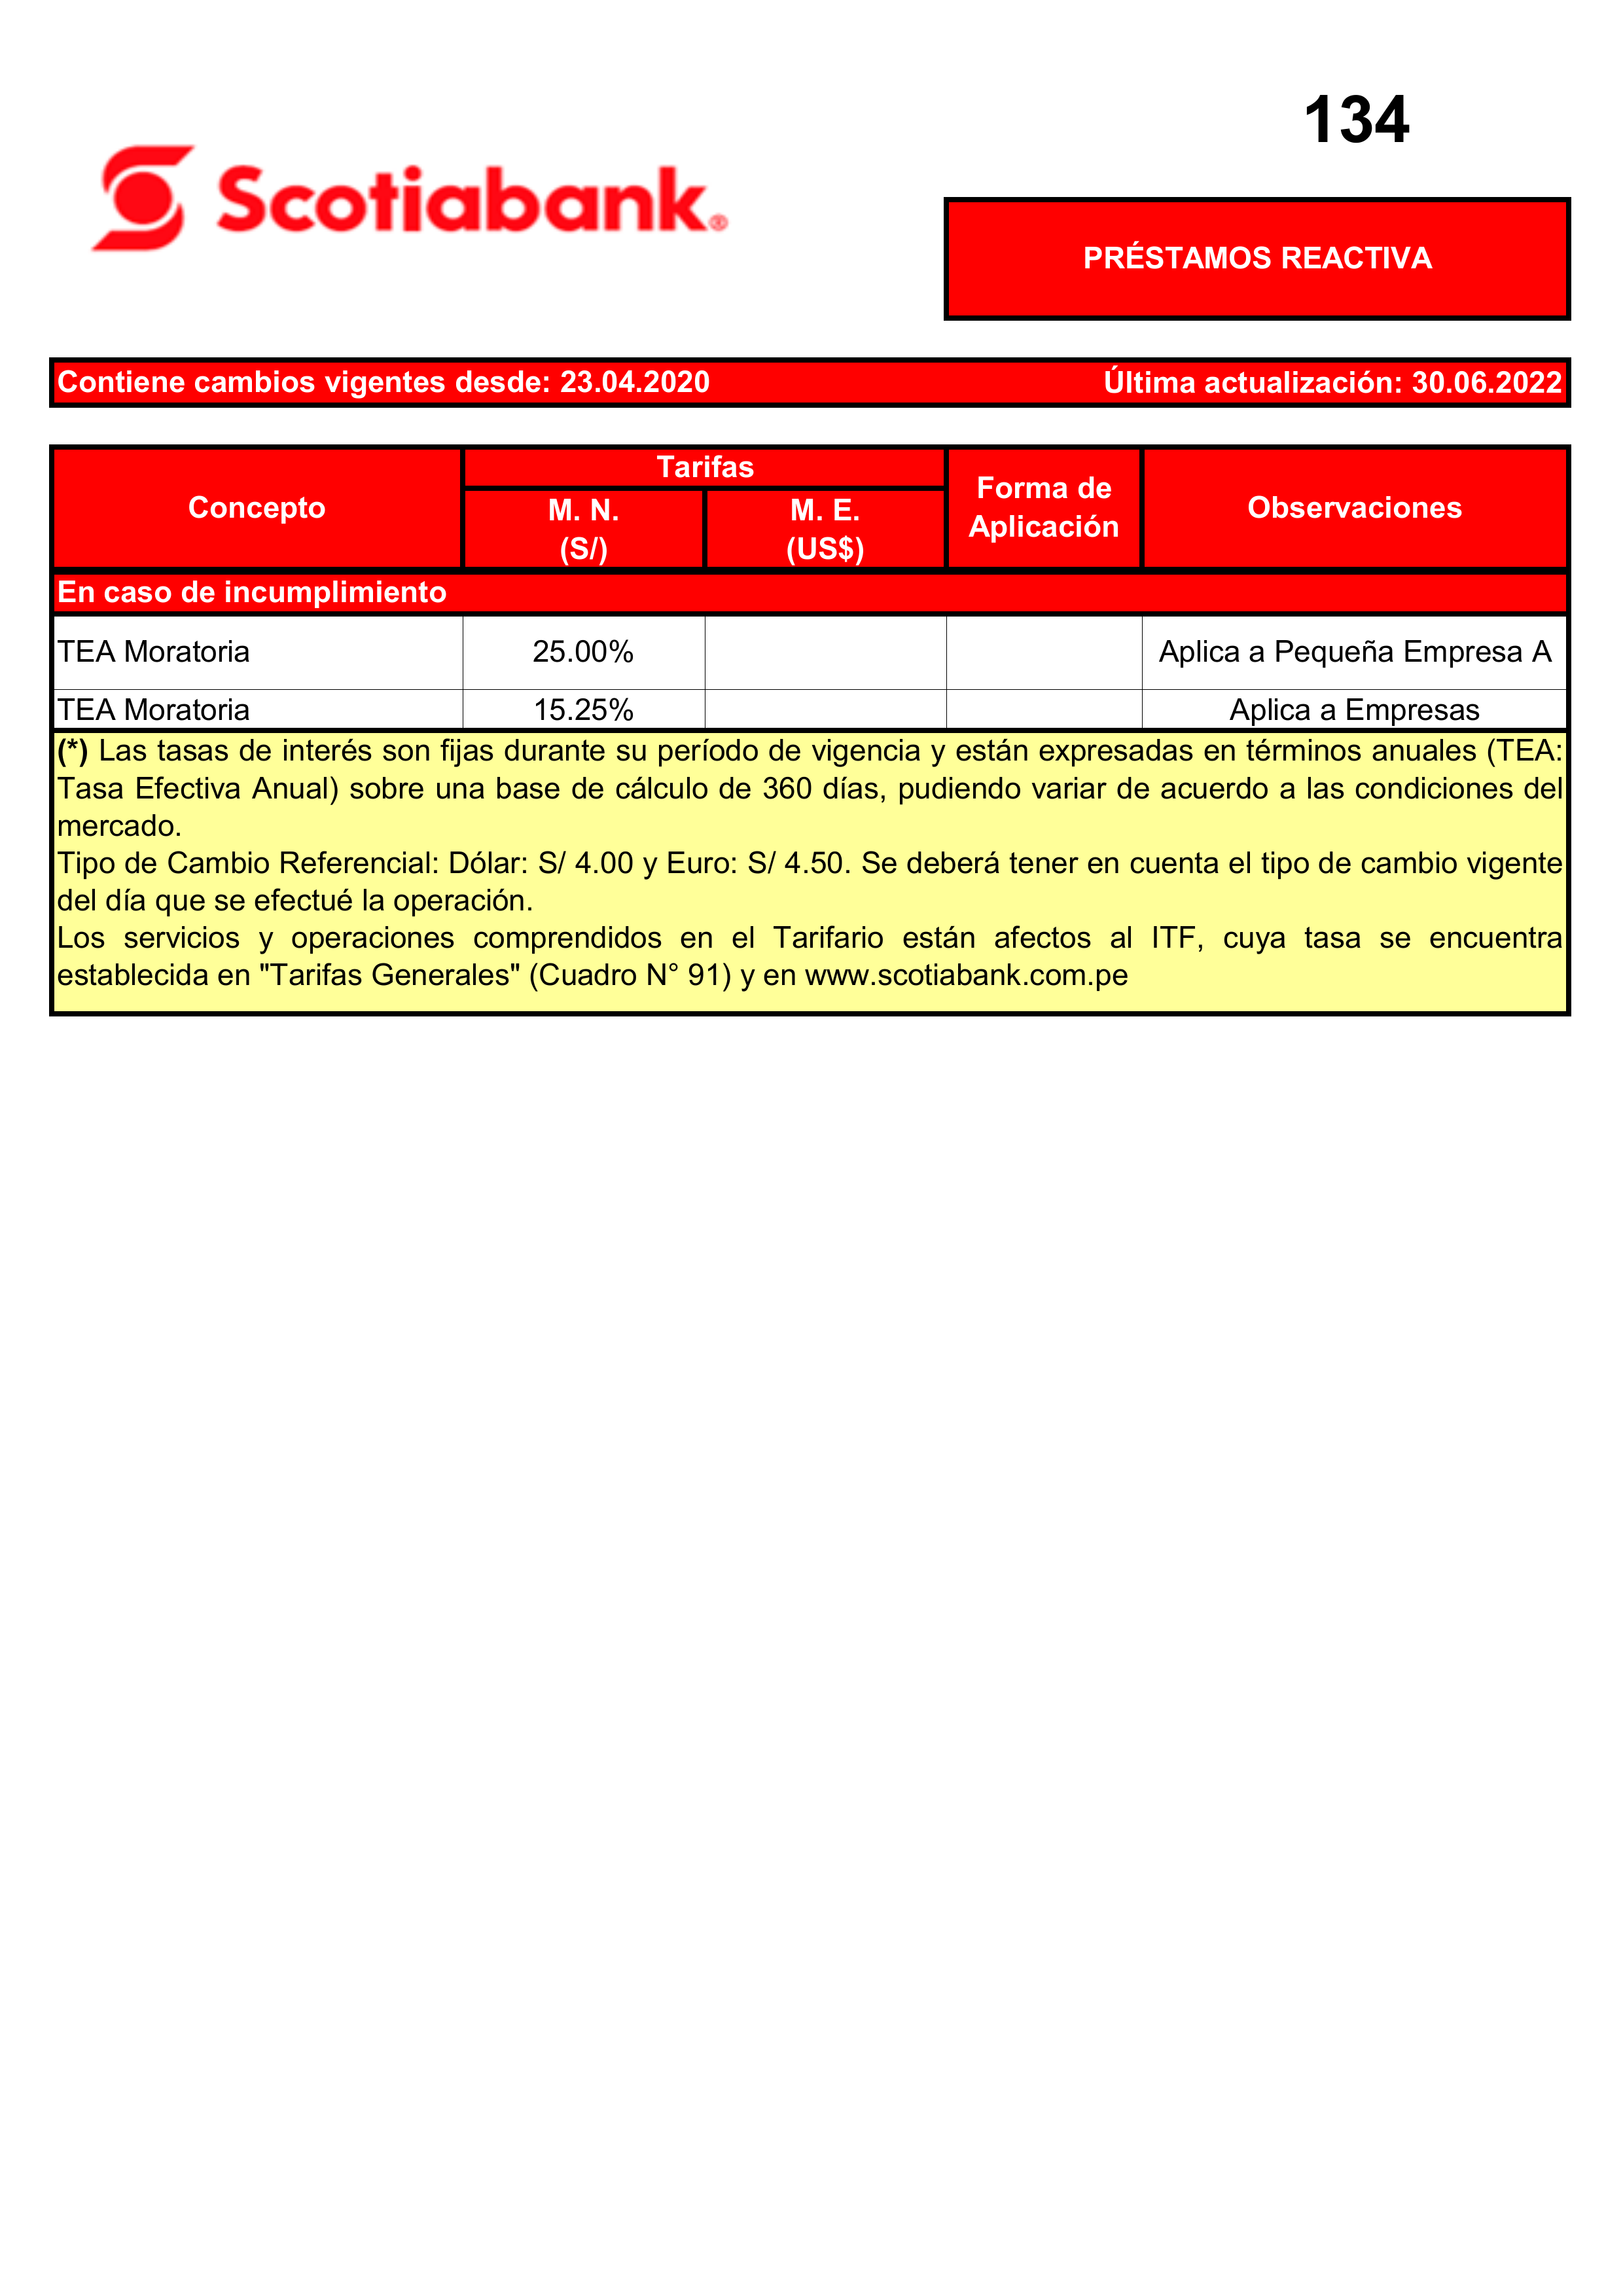 134
Scotiabank®
PRÉSTAMOS REACTIVA
Contiene cambios vigentes desde: 23.04.2020 Última actualización: 30.06.2022
Concepto
Tarifas
M. N.
(S/)
M. E.
(US$)
Forma de
Aplicación
Observaciones
En caso de incumplimiento
TEA Moratoria 25.00% Aplica a Pequeña Empresa A
TEA Moratoria 15.25% Aplica a Empresas
(*) Las tasas de interés son fijas durante su período de vigencia y están expresadas en términos anuales (TEA:
Tasa Efectiva Anual) sobre una base de cálculo de 360 días, pudiendo variar de acuerdo a las condiciones del
mercado.
Tipo de Cambio Referencial: Dólar: S/ 4.00 y Euro: S/ 4.50. Se deberá tener en cuenta el tipo de cambio vigente
del día que se efectué la operación.
Los servicios y operaciones comprendidos en el Tarifario están afectos al ITF, cuya tasa se encuentra
establecida en "Tarifas Generales" (Cuadro N° 91) y en www.scotiabank.com.pe